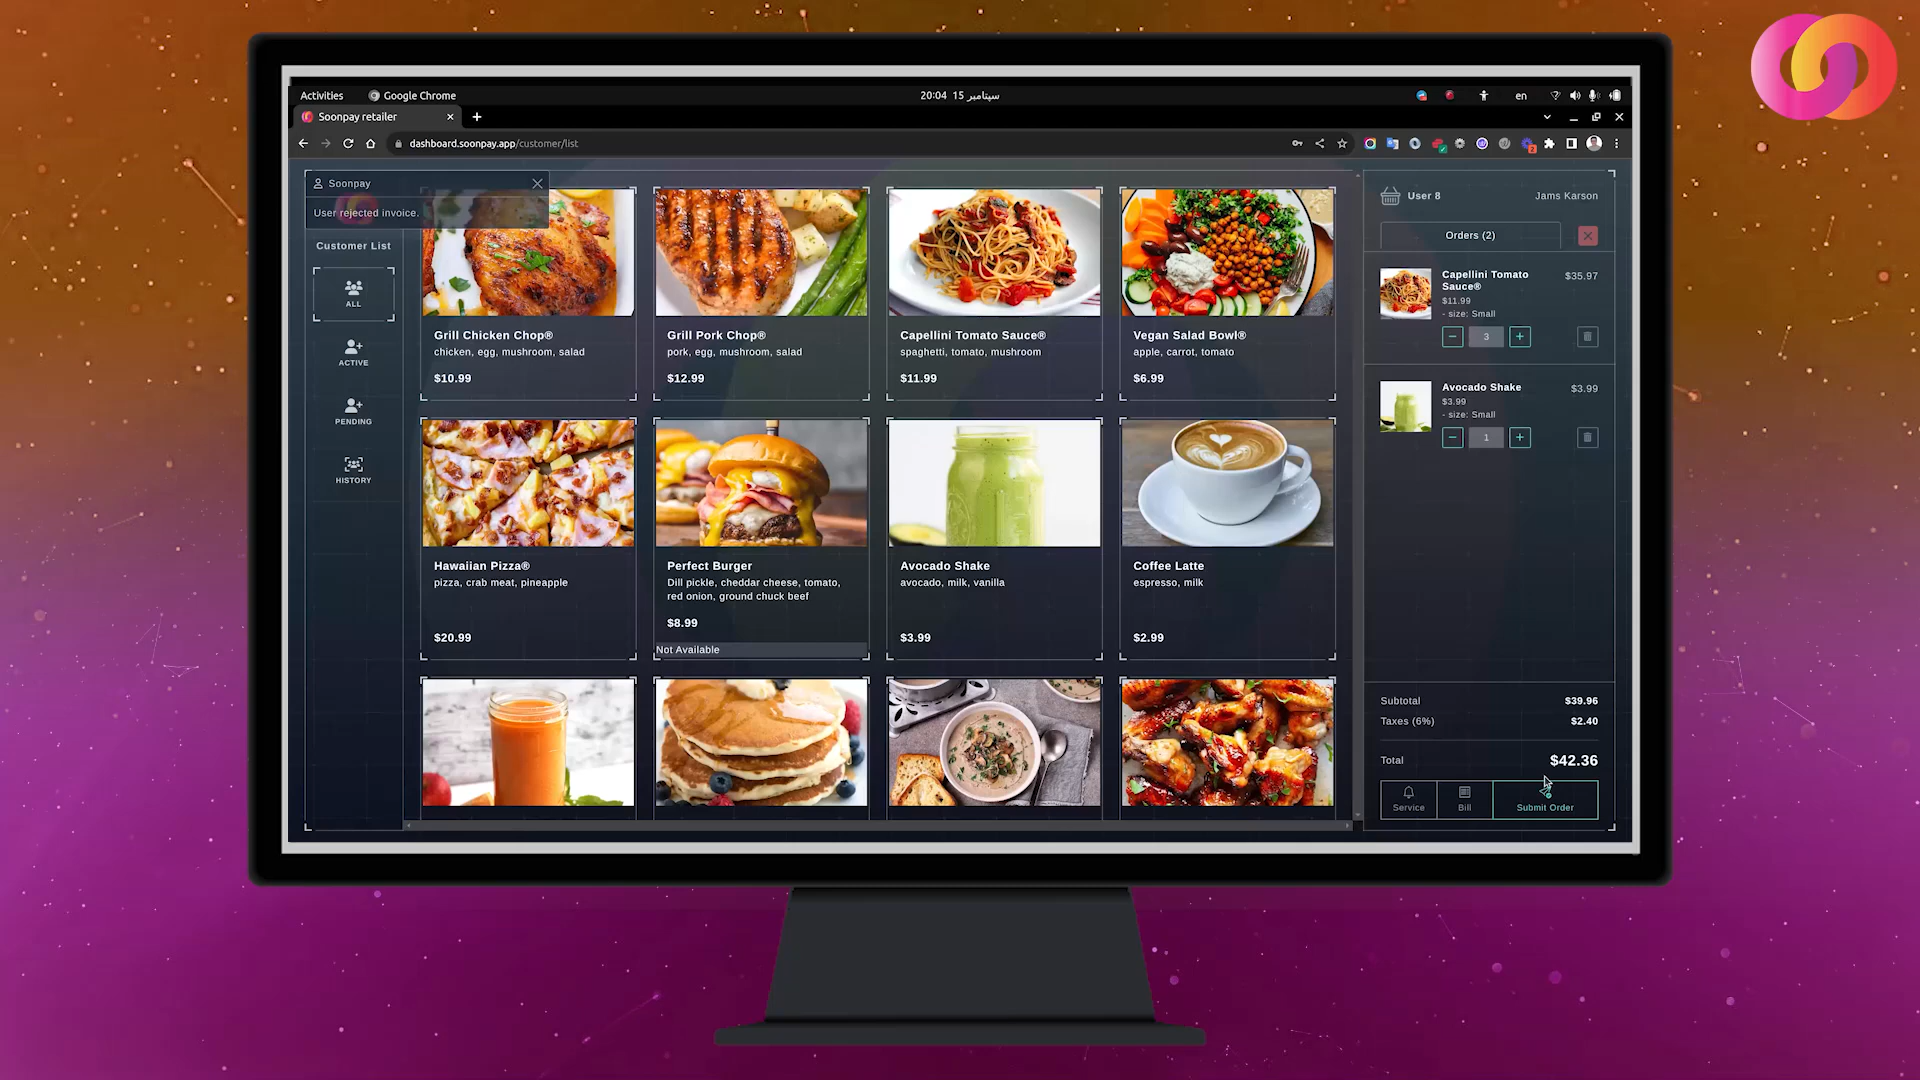 Activities
Google Chrome
20:04 15 سپتامبر
en
Soonpay retailer
dashboard.soonpay.app/customer/list
Soonpay
User rejected invoice.
Customer List
ALL
ACTIVE
PENDING
HISTORY
Grill Chicken Chop®
chicken, egg, mushroom, salad
$10.99
Grill Pork Chop®
pork, egg, mushroom, salad
$12.99
Capellini Tomato Sauce®
spaghetti, tomato, mushroom
$11.99
Vegan Salad Bowl®
apple, carrot, tomato
$6.99
Hawaiian Pizza®
pizza, crab meat, pineapple
$20.99
Perfect Burger
Dill pickle, cheddar cheese, tomato,
red onion, ground chuck beef
$8.99
Not Available
Avocado Shake
avocado, milk, vanilla
$3.99
Coffee Latte
espresso, milk
$2.99
User 8
Jams Karson
Orders (2)
Capellini Tomato
Sauce®
$35.97
$11.99
- size: Small
3
Avocado Shake
$3.99
$3.99
- size: Small
1
Subtotal
$39.96
Taxes (6%)
$2.40
Total
$42.36
Service
Bill
Submit Order